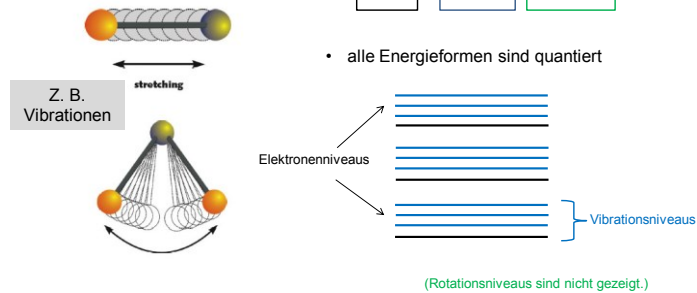 • alle Energieformen sind quantiert
stretching
Z. B.
Vibrationen
Elektronenniveaus
Vibrationsniveaus
(Rotationsniveaus sind nicht gezeigt.)